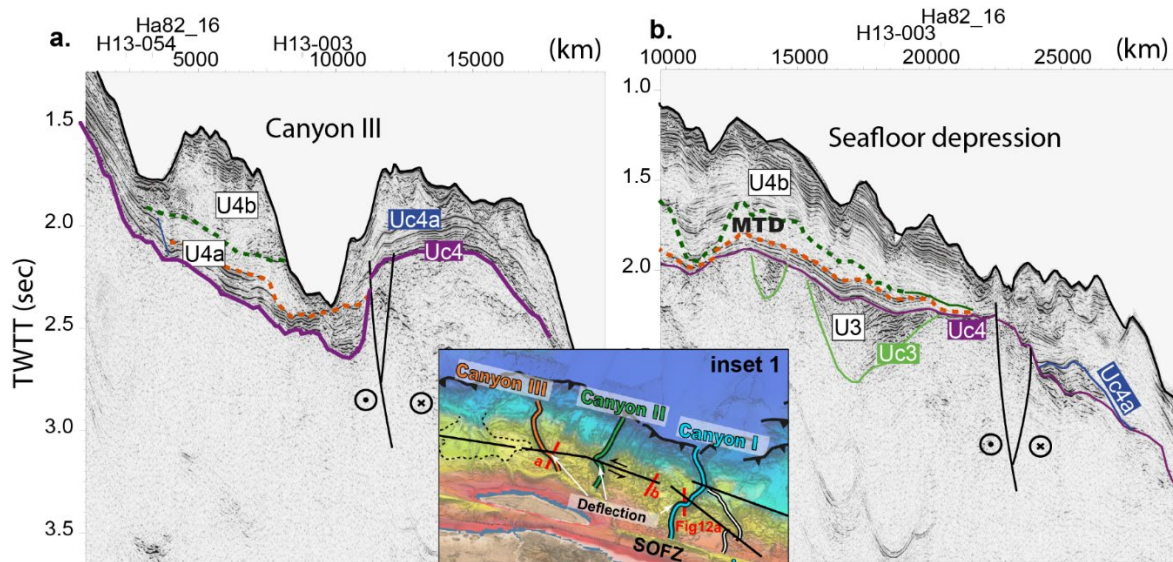 Ha82_16
a.
H13-054
H13-003
(km)
5000
10000
15000
Canyon III
1.5
2.0
2.5
3.0
3.5
TWTT (sec)
U4b
U4a
Uc4a
Uc4
Ha82_16
b.
H13-003
(km)
10000
15000
20000
25000
1.0
1.5
2.0
Seafloor depression
U4b
MTD
U3
Uc3
Uc4
Uc4a
inset 1
Canyon III
Canyon II
Canyon I
a
b
Deflection
Fig12a
SOFZ